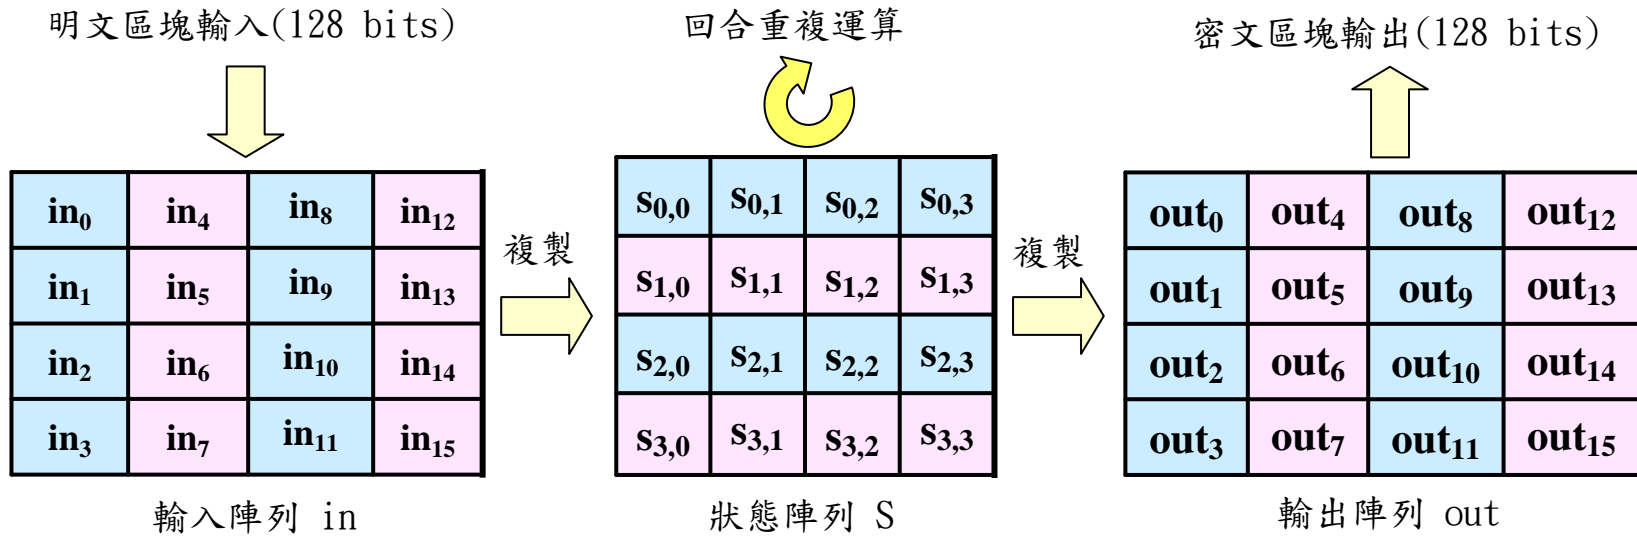 明文區塊輸入(128 bits)
回合重複運算
密文區塊輸出(128 bits)
in0 in4 in8 in12
in1 in5 in9 in13
in2 in6 in10 in14
in3 in7 in11 in15
複製
s0,0 s0,1 s0,2 s0,3
s1,0 s1,1 s1,2 s1,3
s2,0 s2,1 s2,2 s2,3
s3,0 s3,1 s3,2 s3,3
複製
out0 out4 out8 out12
out1 out5 out9 out13
out2 out6 out10 out14
out3 out7 out11 out15
輸入陣列 in
狀態陣列 S
輸出陣列 out